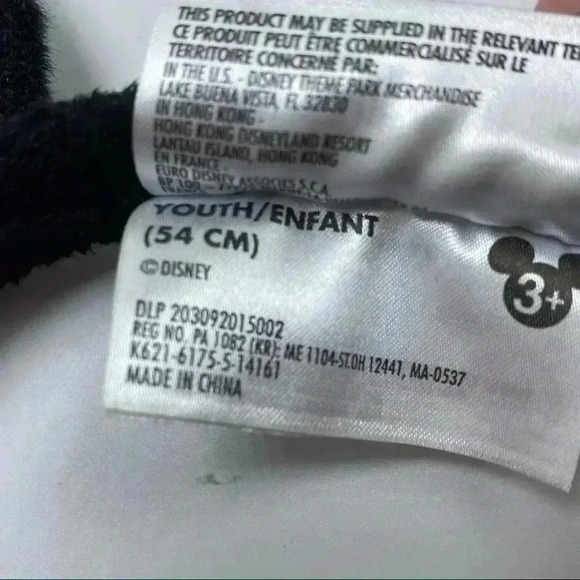 THIS PRODUCT MAY BE SUPPLIED IN THE RELEVANT
CE PRODUIT PEUT ÊTRE COMMERCIALISÉ SUR LE
TERRITOIRE CONCERNÉ PAR:
IN THE U.S. - DISNEY THEME PARK MERCHANDISE
LAKE BUENA VISTA, FL 32830
IN HONG KONG -
HONG KONG DISNEYLAND RESORT
LANTAU ISLAND, HONG KONG
EN FRANCE -
EURO DISNEY ASSOCIES S.C.A.
YOUTH/ENFANT
(54 CM)
© DISNEY
3+
DLP 203092015002
REG NO. PA 1082 (KR); ME 1104-ST.OH 12441, MA-0537
K621-6175-5-14161
MADE IN CHINA